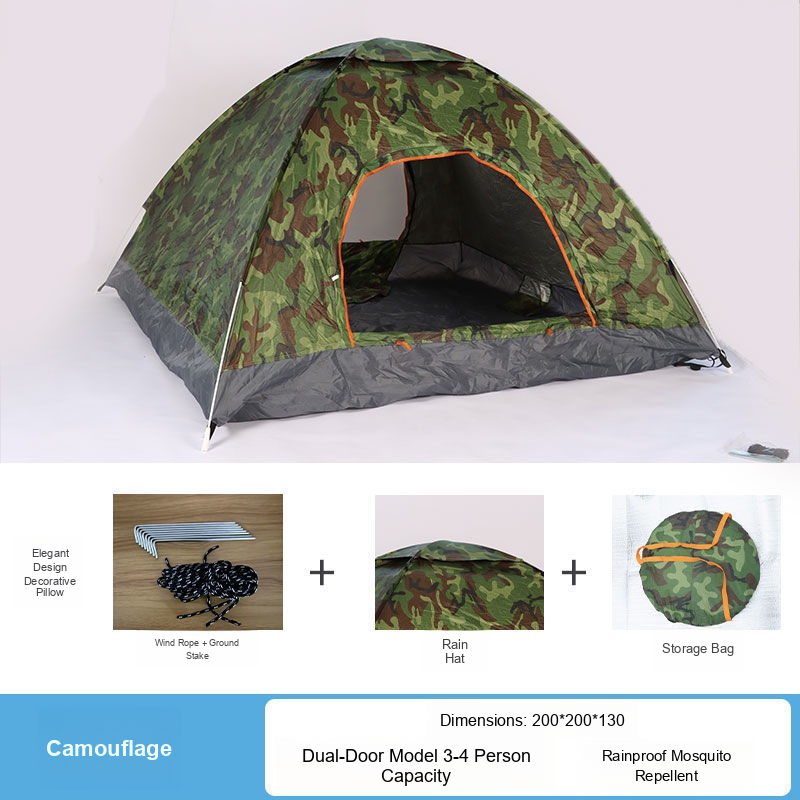 Elegant
Design
Decorative
Pillow
+
+
Wind Rope + Ground
Stake
Rain
Hat
Storage Bag
Camouflage
Dimensions: 200*200*130
Dual-Door Model 3-4 Person
Capacity
Rainproof Mosquito
Repellent